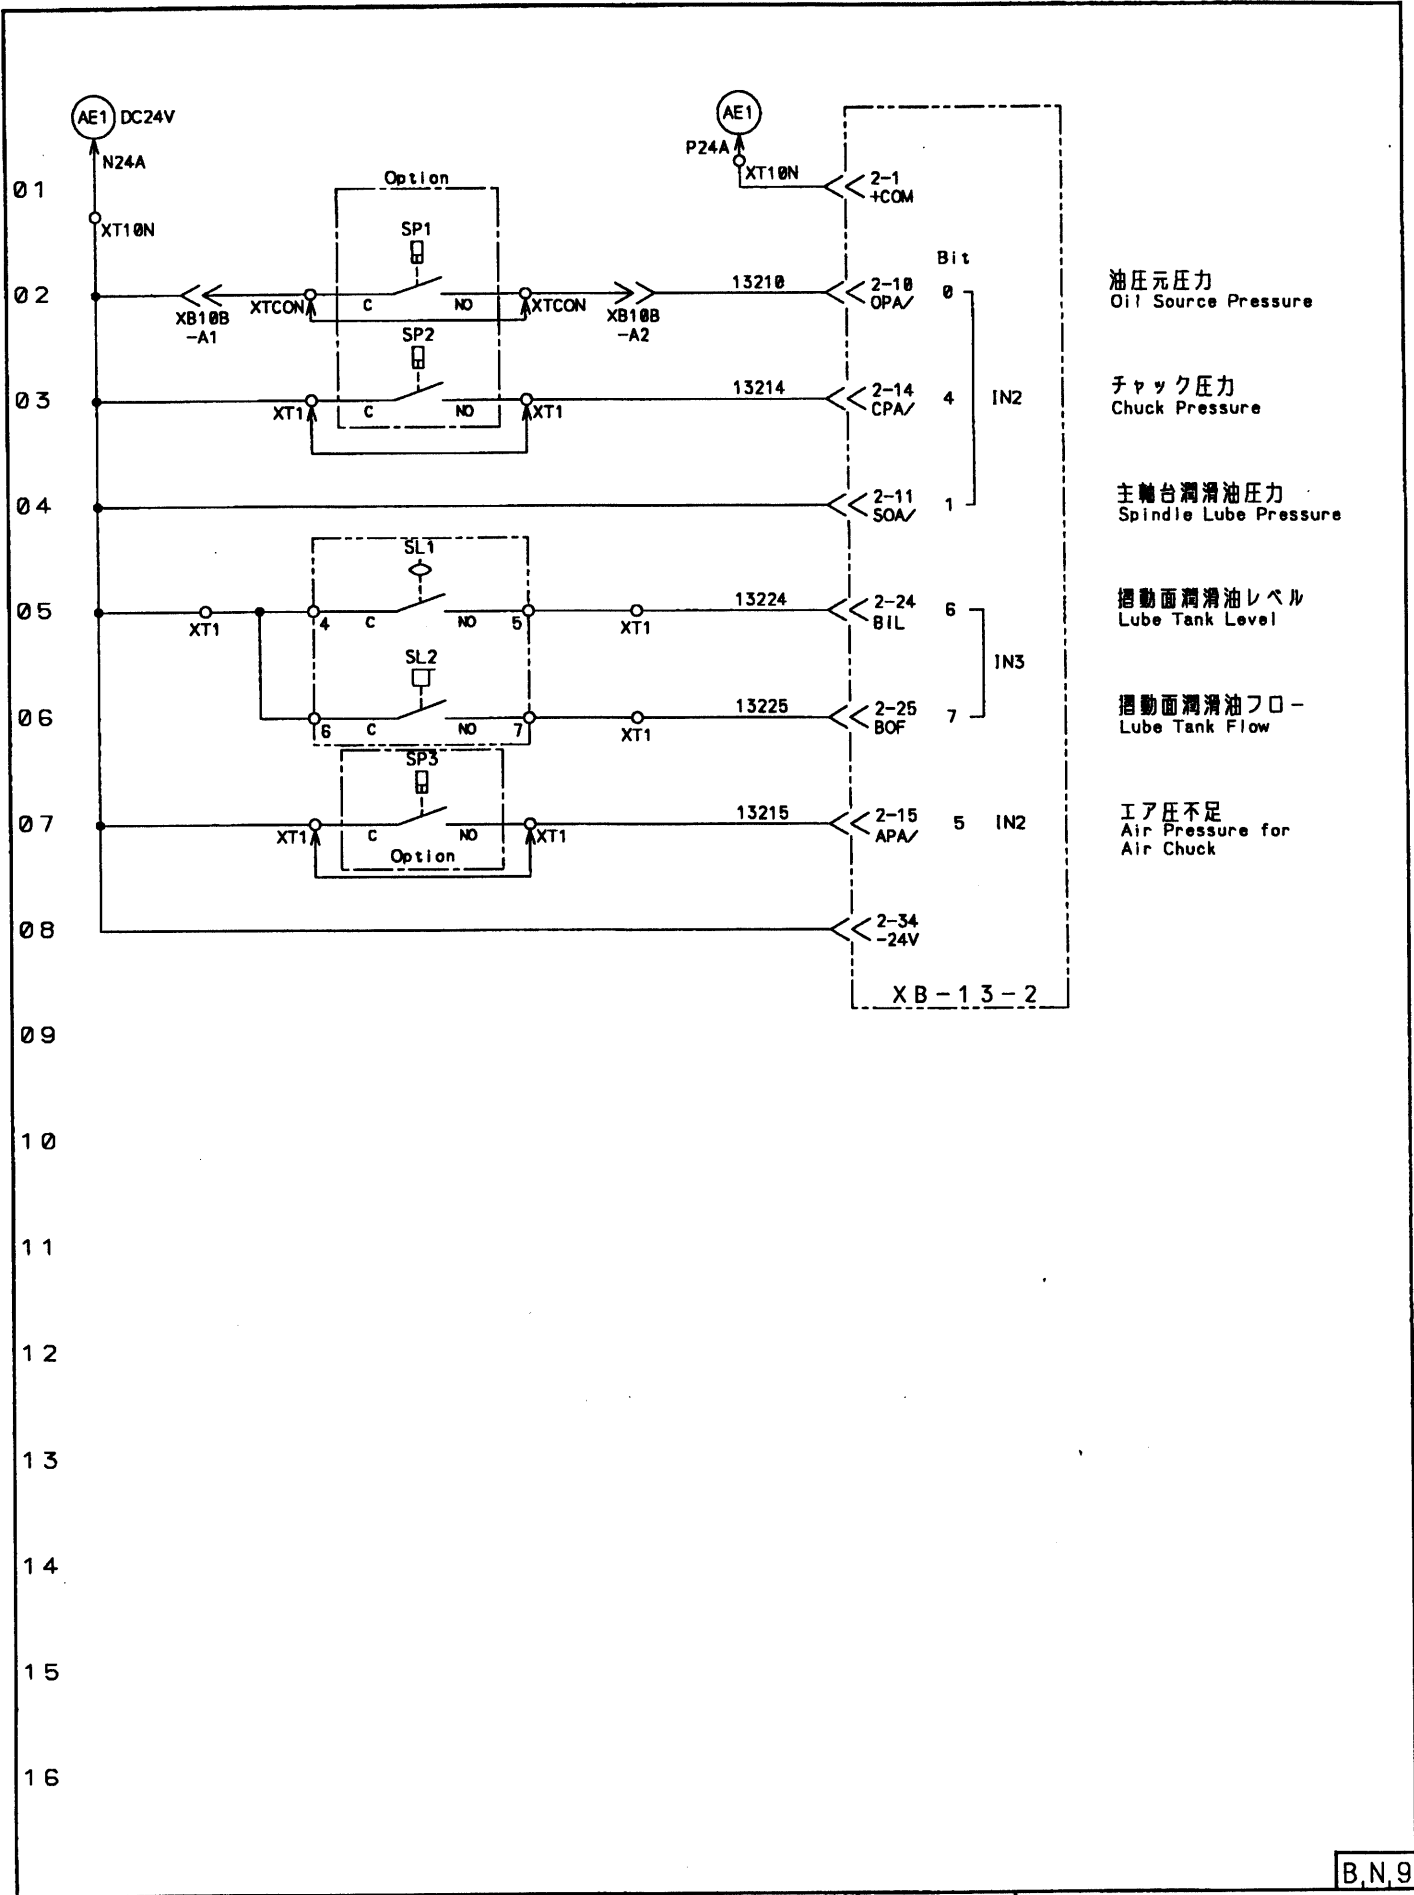 AE1 DC24V
N24A
XT10N
AE1
P24A
XT10N
01
2-1
+COM
Option
SP1
Bit
02
XB10B
-A1
XTCON
C
NO
XTCON
XB10B
-A2
13210
2-10
OPA/
0
油圧元圧力
Oil Source Pressure
SP2
03
XT1
C
NO
XT1
13214
2-14
CPA/
4
IN2
チャック圧力
Chuck Pressure
04
2-11
SOA/
1
主軸台潤滑油圧力
Spindle Lube Pressure
SL1
05
XT1
4
C
NO
5
XT1
13224
2-24
BIL
6
摺動面潤滑油レベル
Lube Tank Level
IN3
SL2
06
6
C
NO
7
XT1
13225
2-25
BOF
7
摺動面潤滑油フロー
Lube Tank Flow
SP3
07
XT1
C
NO
XT1
Option
13215
2-15
APA/
5
IN2
エア圧不足
Air Pressure for
Air Chuck
08
2-34
-24V
XB-13-2
09
10
11
12
13
14
15
16
B,N,9